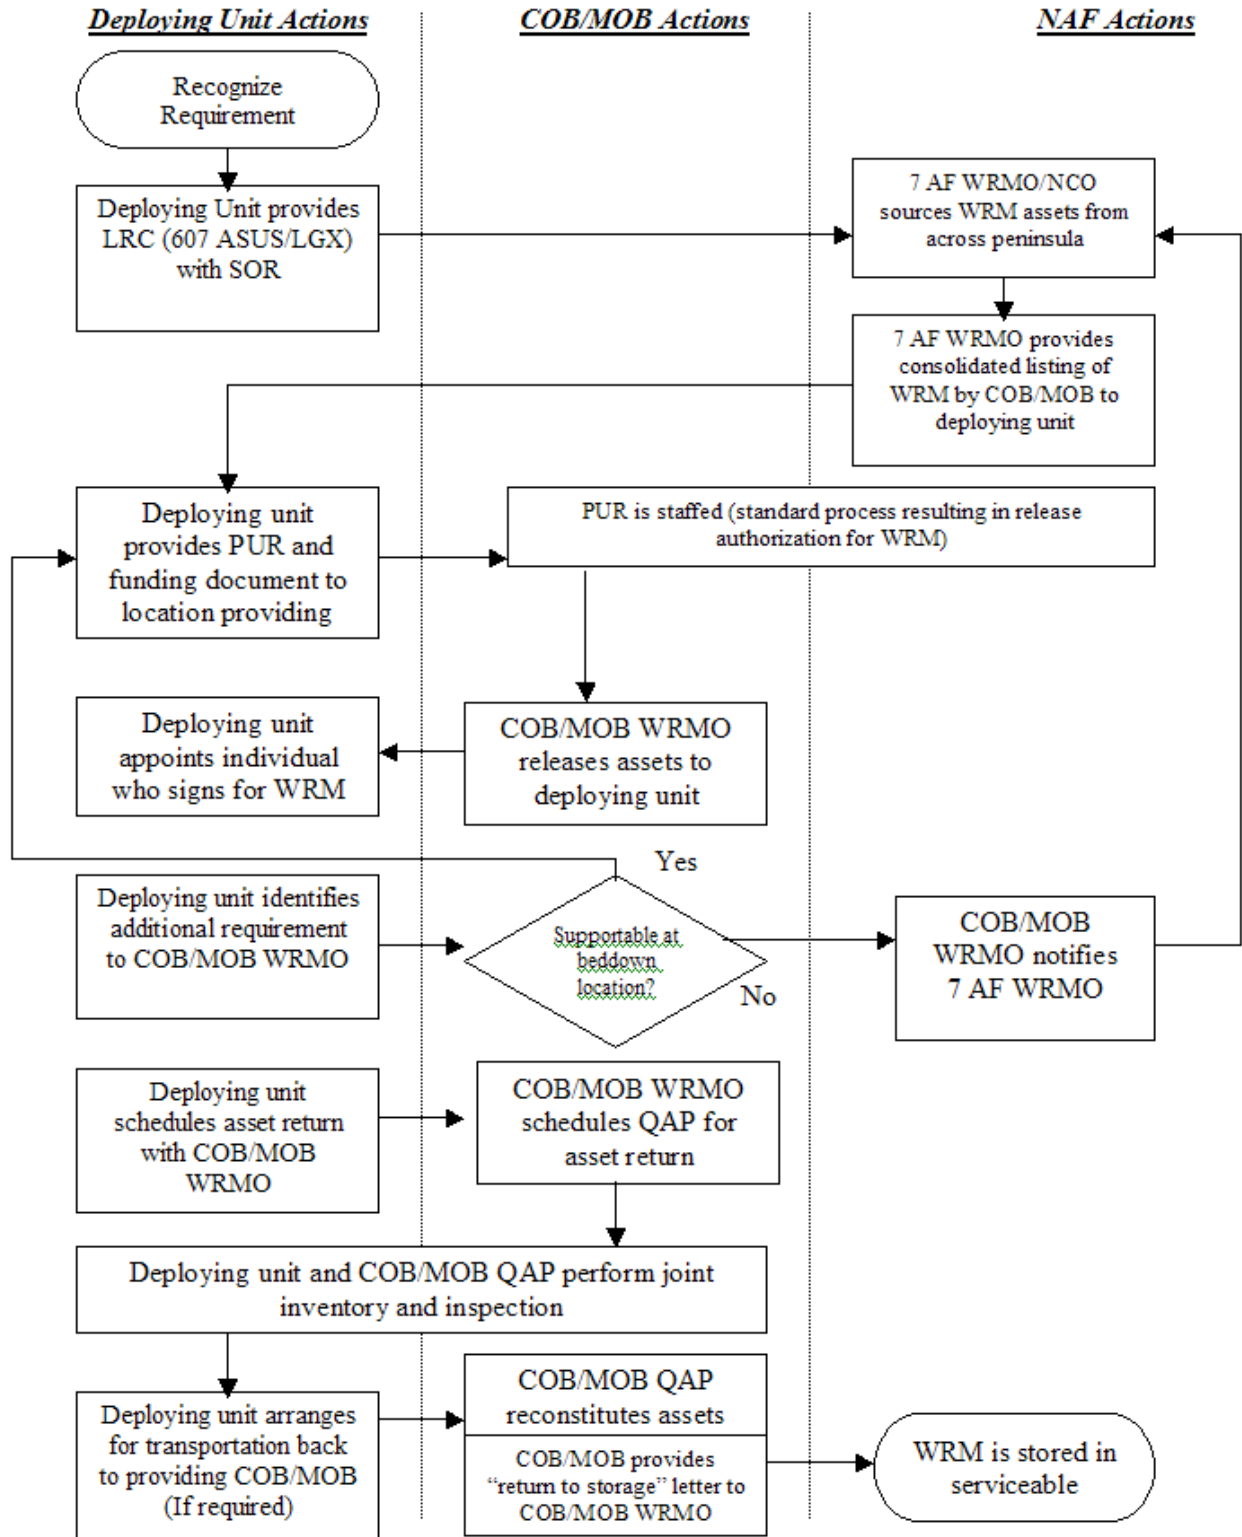 Deploying Unit Actions
COB/MOB Actions
NAF Actions
Recognize
Requirement
Deploying Unit provides
LRC (607 ASUS/LGX)
with SOR
7 AF WRMO/NCO
sources WRM assets from
across peninsula
7 AF WRMO provides
consolidated listing of
WRM by COB/MOB to
deploying unit
Deploying unit
provides PUR and
funding document to
location providing
PUR is staffed (standard process resulting in release
authorization for WRM)
Deploying unit
appoints individual
who signs for WRM
COB/MOB WRMO
releases assets to
deploying unit
Yes
Deploying unit identifies
additional requirement
to COB/MOB WRMO
Supportable at
beddown
location?
No
COB/MOB
WRMO notifies
7 AF WRMO
Deploying unit
schedules asset return
with COB/MOB
WRMO
COB/MOB WRMO
schedules QAP for
asset return
Deploying unit and COB/MOB QAP perform joint
inventory and inspection
Deploying unit arranges
for transportation back
to providing COB/MOB
(If required)
COB/MOB QAP
reconstitutes assets
COB/MOB provides
“return to storage” letter to
COB/MOB WRMO
WRM is stored in
serviceable